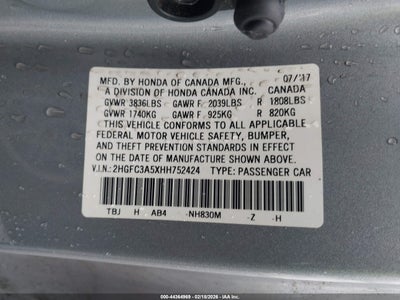 MFD. BY HONDA OF CANADA MFG., 07/17
A DIVISION OF HONDA CANADA INC. CANADA
GVWR 3836LBS GAWR F 2039LBS R 1808LBS
GVWR 1740KG GAWR F 925KG R 820KG
THIS VEHICLE CONFORMS TO ALL APPLICABLE
FEDERAL MOTOR VEHICLE SAFETY, BUMPER,
AND THEFT PREVENTION STANDARDS IN EFFECT
ON THE DATE OF MANUFACTURE SHOWN ABOVE.
V.I.N.: 2HGFC3A5XHH752424 TYPE: PASSENGER CAR
TBJ H AB4 -NH830M -Z -H
000-44364969 - 02/18/2026 - IAAI.com